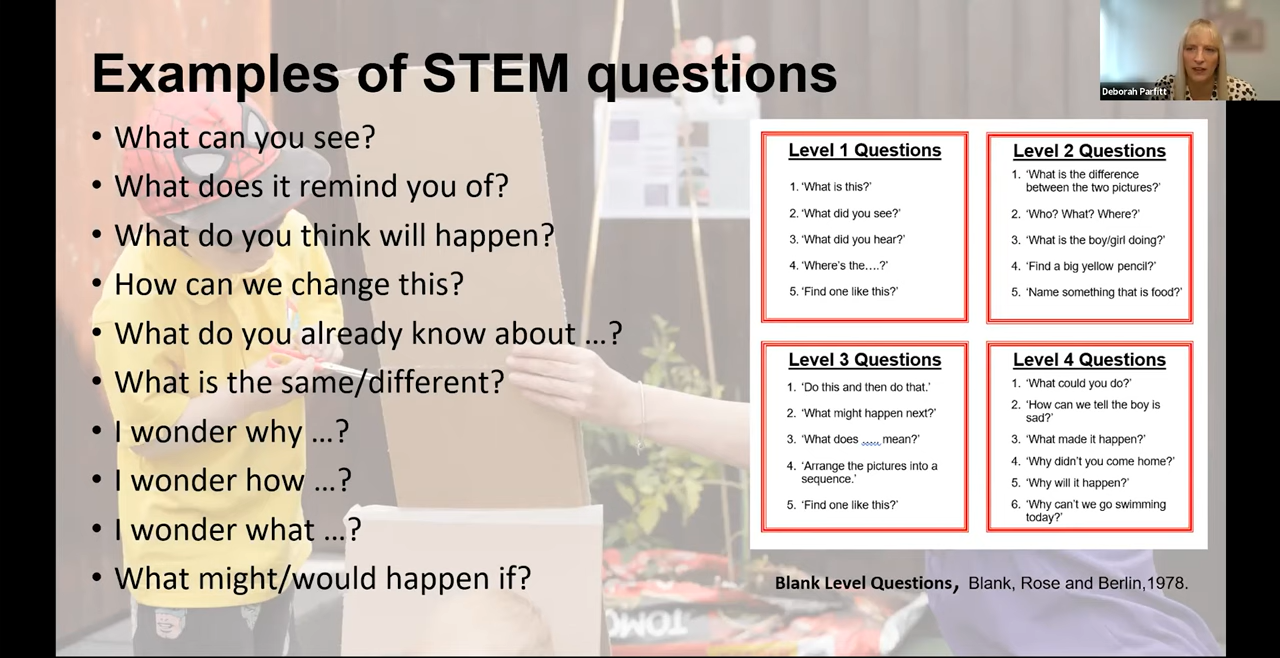 Examples of STEM questions
• What can you see?
• What does it remind you of?
• What do you think will happen?
• How can we change this?
• What do you already know about ...?
• What is the same/different?
• I wonder why ...?
• I wonder how ...?
• I wonder what ...?
• What might/would happen if?
Deborah Parfitt
Level 1 Questions
1. ‘What is this?’
2. ‘What did you see?’
3. ‘What did you hear?’
4. ‘Where’s the....?’
5. ‘Find one like this?’
Level 2 Questions
1. ‘What is the difference
between the two pictures?’
2. ‘Who? What? Where?’
3. ‘What is the boy/girl doing?’
4. ‘Find a big yellow pencil?’
5. ‘Name something that is food?’
Level 3 Questions
1. ‘Do this and then do that.’
2. ‘What might happen next?’
3. ‘What does ..... mean?’
4. ‘Arrange the pictures into a
sequence.’
5. ‘Find one like this?’
Level 4 Questions
1. ‘What could you do?’
2. ‘How can we tell the boy is
sad?’
3. ‘What made it happen?’
4. ‘Why didn’t you come home?’
5. ‘Why will it happen?’
6. ‘Why can’t we go swimming
today?’
Blank Level Questions, Blank, Rose and Berlin,1978.